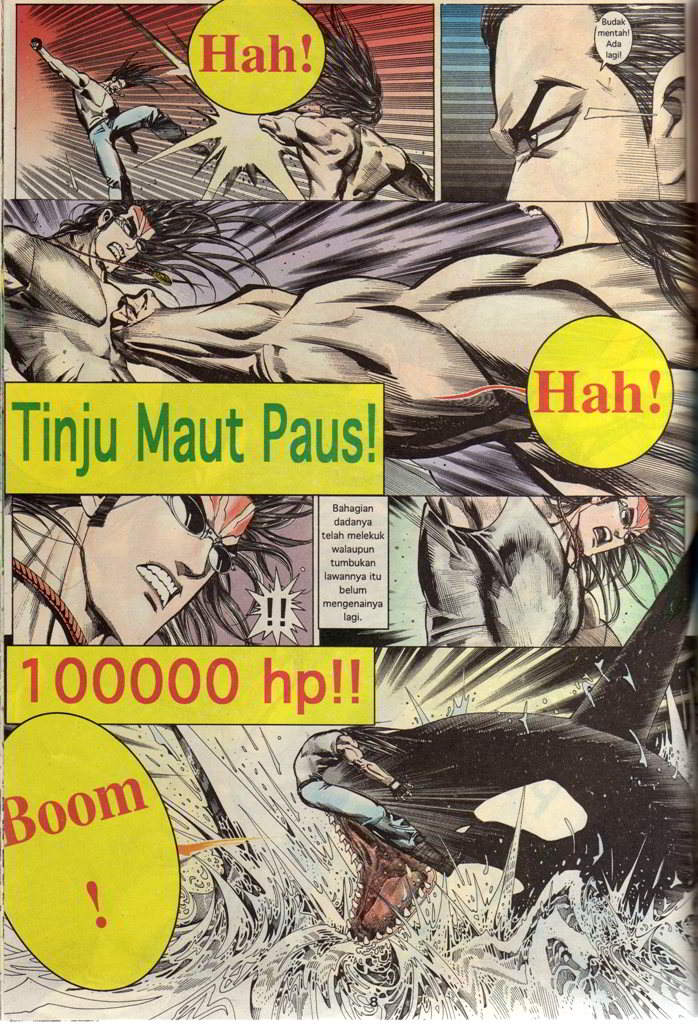 Hah!
Budak
mentah!
Ada
lagi!
Hah!
Tinju Maut Paus!
!!
Bahagian
dadanya
telah melekuk
walaupun
tumbukan
lawannya itu
belum
mengenainya
lagi.
100000 hp!!
Boom
!
8